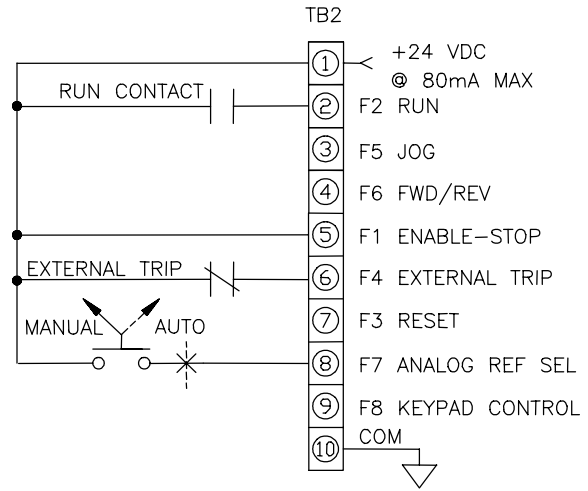 TB2
1 +24 VDC
@ 80mA MAX
RUN CONTACT 2 F2 RUN
3 F5 JOG
4 F6 FWD/REV
5 F1 ENABLE-STOP
EXTERNAL TRIP 6 F4 EXTERNAL TRIP
7 F3 RESET
MANUAL AUTO
8 F7 ANALOG REF SEL
9 F8 KEYPAD CONTROL
10 COM